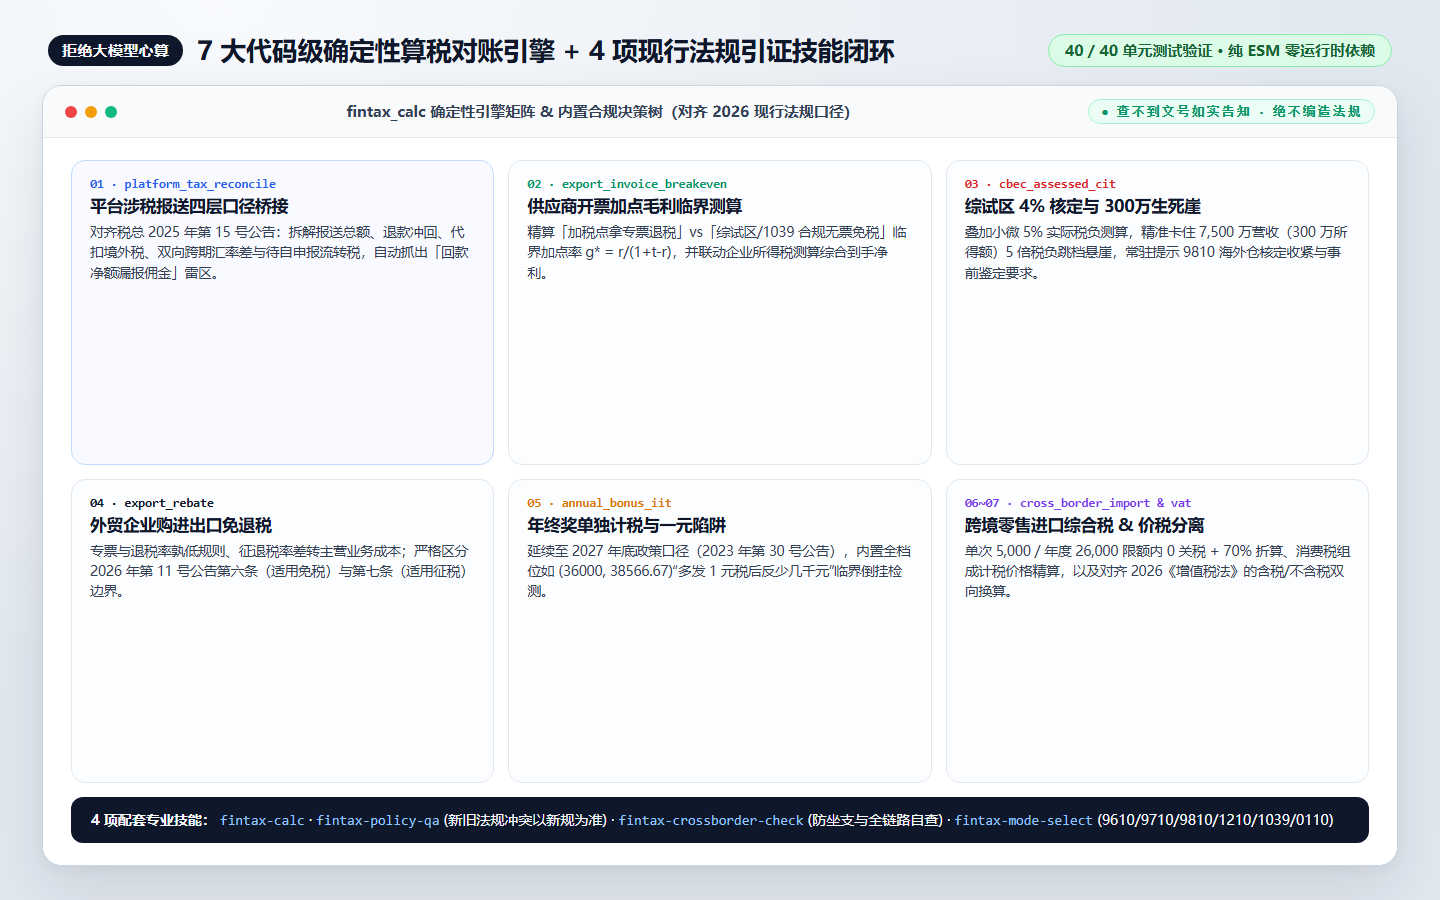 拒绝大模型心算
7 大代码级确定性算税对账引擎 + 4 项现行法规引证技能闭环
40 / 40 单元测试验证 • 纯 ESM 零运行时依赖
fintax_calc 确定性引擎矩阵 & 内置合规决策树（对齐 2026 现行法规口径）
● 查不到文号如实告知 · 绝不编造法规
01 · platform_tax_reconcile
平台涉税报送四层口径桥接
对齐税总 2025 年第 15 号公告：拆解报送总额、退款冲回、代
扣境外税、双向跨期汇率差与待自申报流转税，自动抓出「回款
净额漏报佣金」雷区。
02 · export_invoice_breakeven
供应商开票加点毛利临界测算
精算「加税点拿专票退税」vs「综试区/1039 合规无票免税」临
界加点率 g* = r/(1+t-r)，并联动企业所得税测算综合到手净
利。
03 · cbec_assessed_cit
综试区 4% 核定与 300万生死崖
叠加小微 5% 实际税负测算，精准卡住 7,500 万营收（300 万所
得额）5 倍税负跳档悬崖，常驻提示 9810 海外仓核定收紧与事
前鉴定要求。
04 · export_rebate
外贸企业购进出口免退税
专票与退税率孰低规则、征退税率差转主营业务成本；严格区分
2026 年第 11 号公告第六条（适用免税）与第七条（适用征税）
边界。
05 · annual_bonus_iit
年终奖单独计税与一元陷阱
延续至 2027 年底政策口径（2023 年第 30 号公告），内置全档
位如 (36000, 38566.67)“多发 1 元税后反少几千元”临界倒挂检
测。
06~07 · cross_border_import & vat
跨境零售进口综合税 & 价税分离
单次 5,000 / 年度 26,000 限额内 0 关税 + 70% 折算、消费税组
成计税价格精算，以及对齐 2026《增值税法》的含税/不含税双
向换算。
4 项配套专业技能： fintax-calc · fintax-policy-qa (新旧法规冲突以新规为准) · fintax-crossborder-check (防坐支与全链路自查) · fintax-mode-select (9610/9710/9810/1210/1039/0110)